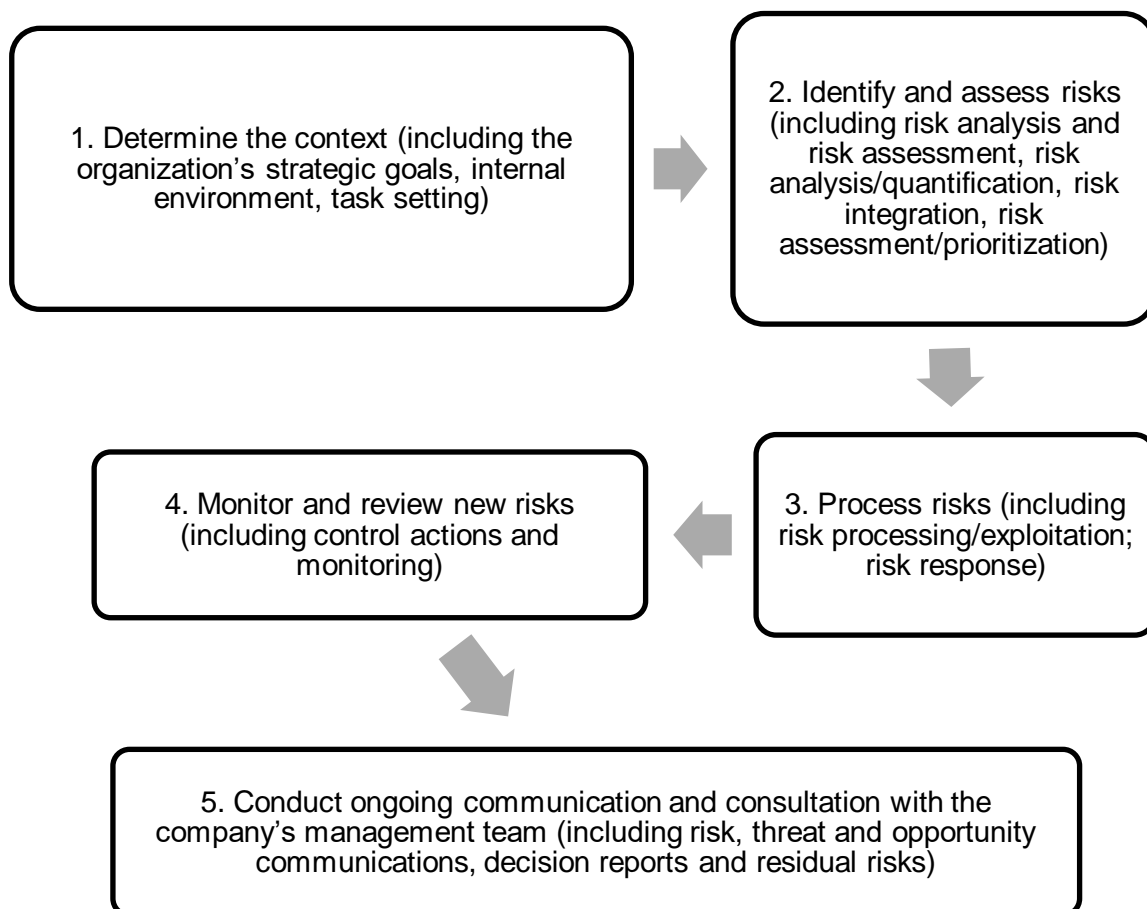 1. Determine the context (including the
organization’s strategic goals, internal
environment, task setting)
2. Identify and assess risks
(including risk analysis and
risk assessment, risk
analysis/quantification, risk
integration, risk
assessment/prioritization)
3. Process risks (including
risk processing/exploitation;
risk response)
4. Monitor and review new risks
(including control actions and
monitoring)
5. Conduct ongoing communication and consultation with the
company’s management team (including risk, threat and opportunity
communications, decision reports and residual risks)